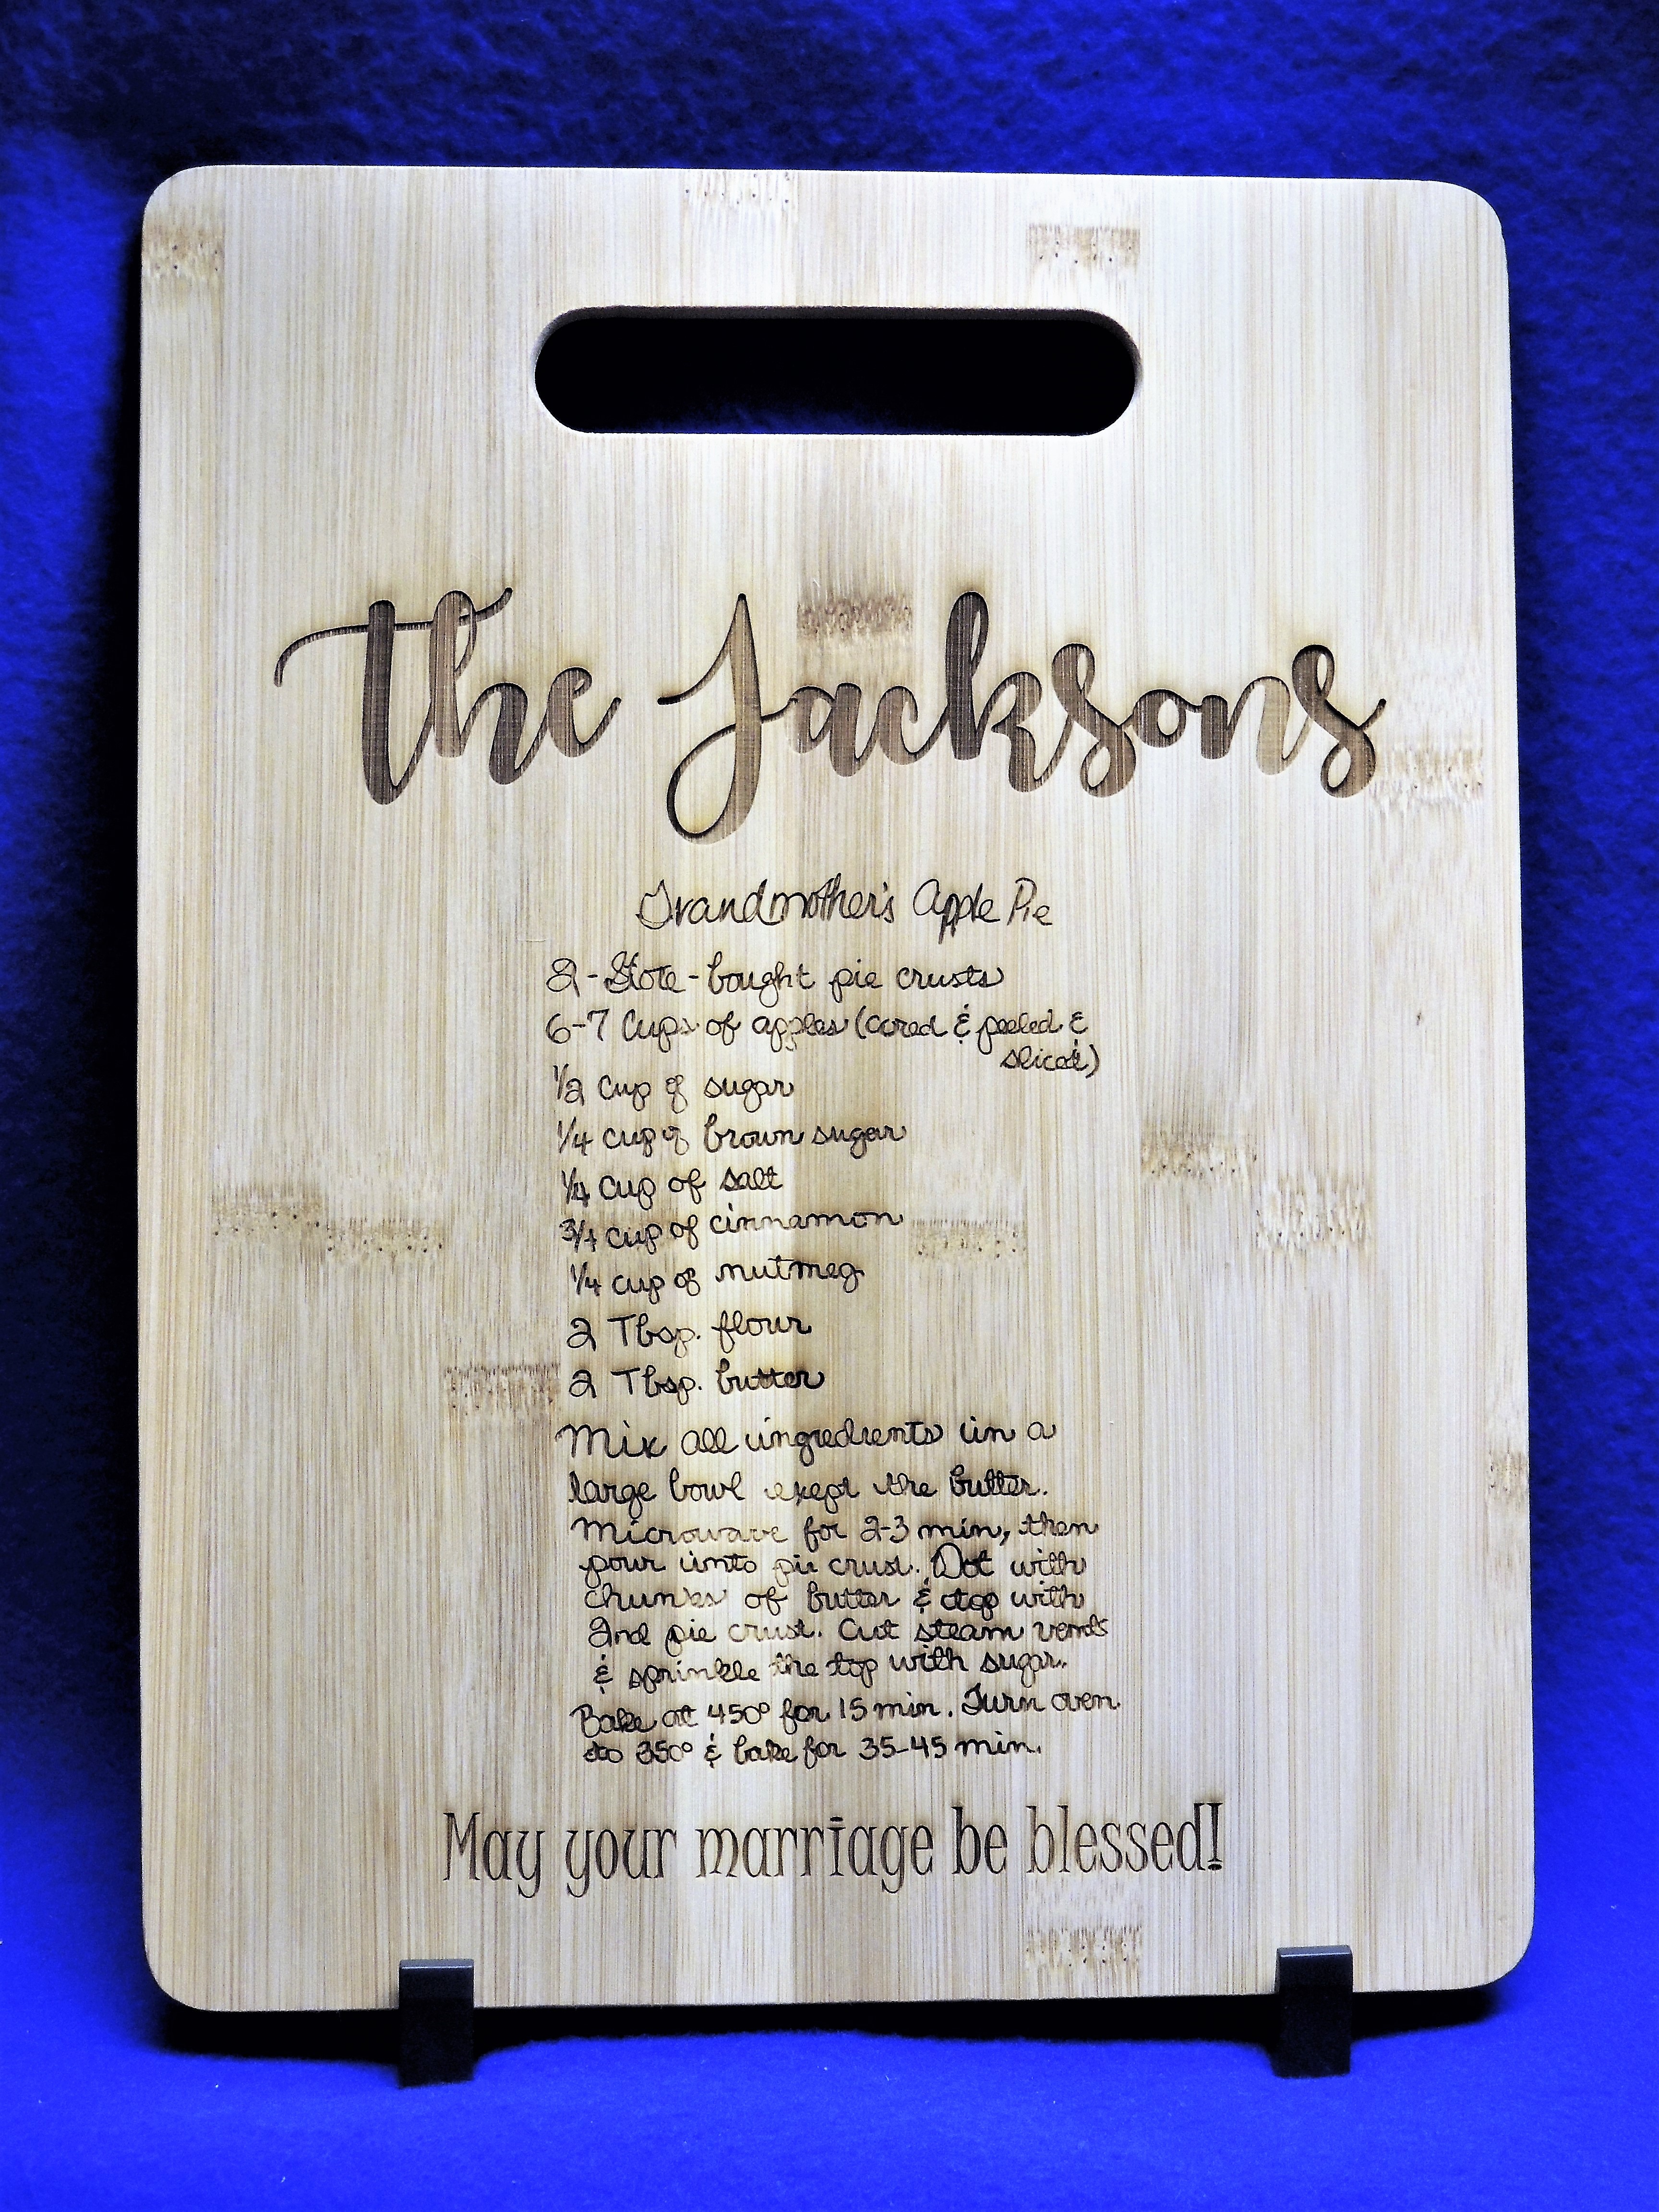 the Jacksons
Grandmother's Apple Pie
2-Store-bought pie crusts
6-7 Cups of apples (cored & peeled &
sliced)
1/2 Cup of sugar
1/4 cup of brown sugar
1/4 cup of salt
3/4 cup of cinnamon
1/4 cup of nutmeg
2 Tbsp. flour
2 Tbsp. butter
Mix all ingredients in a
large bowl exept the butter.
Microwave for 2-3 min, then
pour into pie crust. Dot with
chunks of butter & top with
2nd pie crust. Cut steam vents
& sprinkle the top with sugar.
Bake at 450° for 15 min. Turn oven
to 350° & bake for 35-45 min.
May your marriage be blessed!